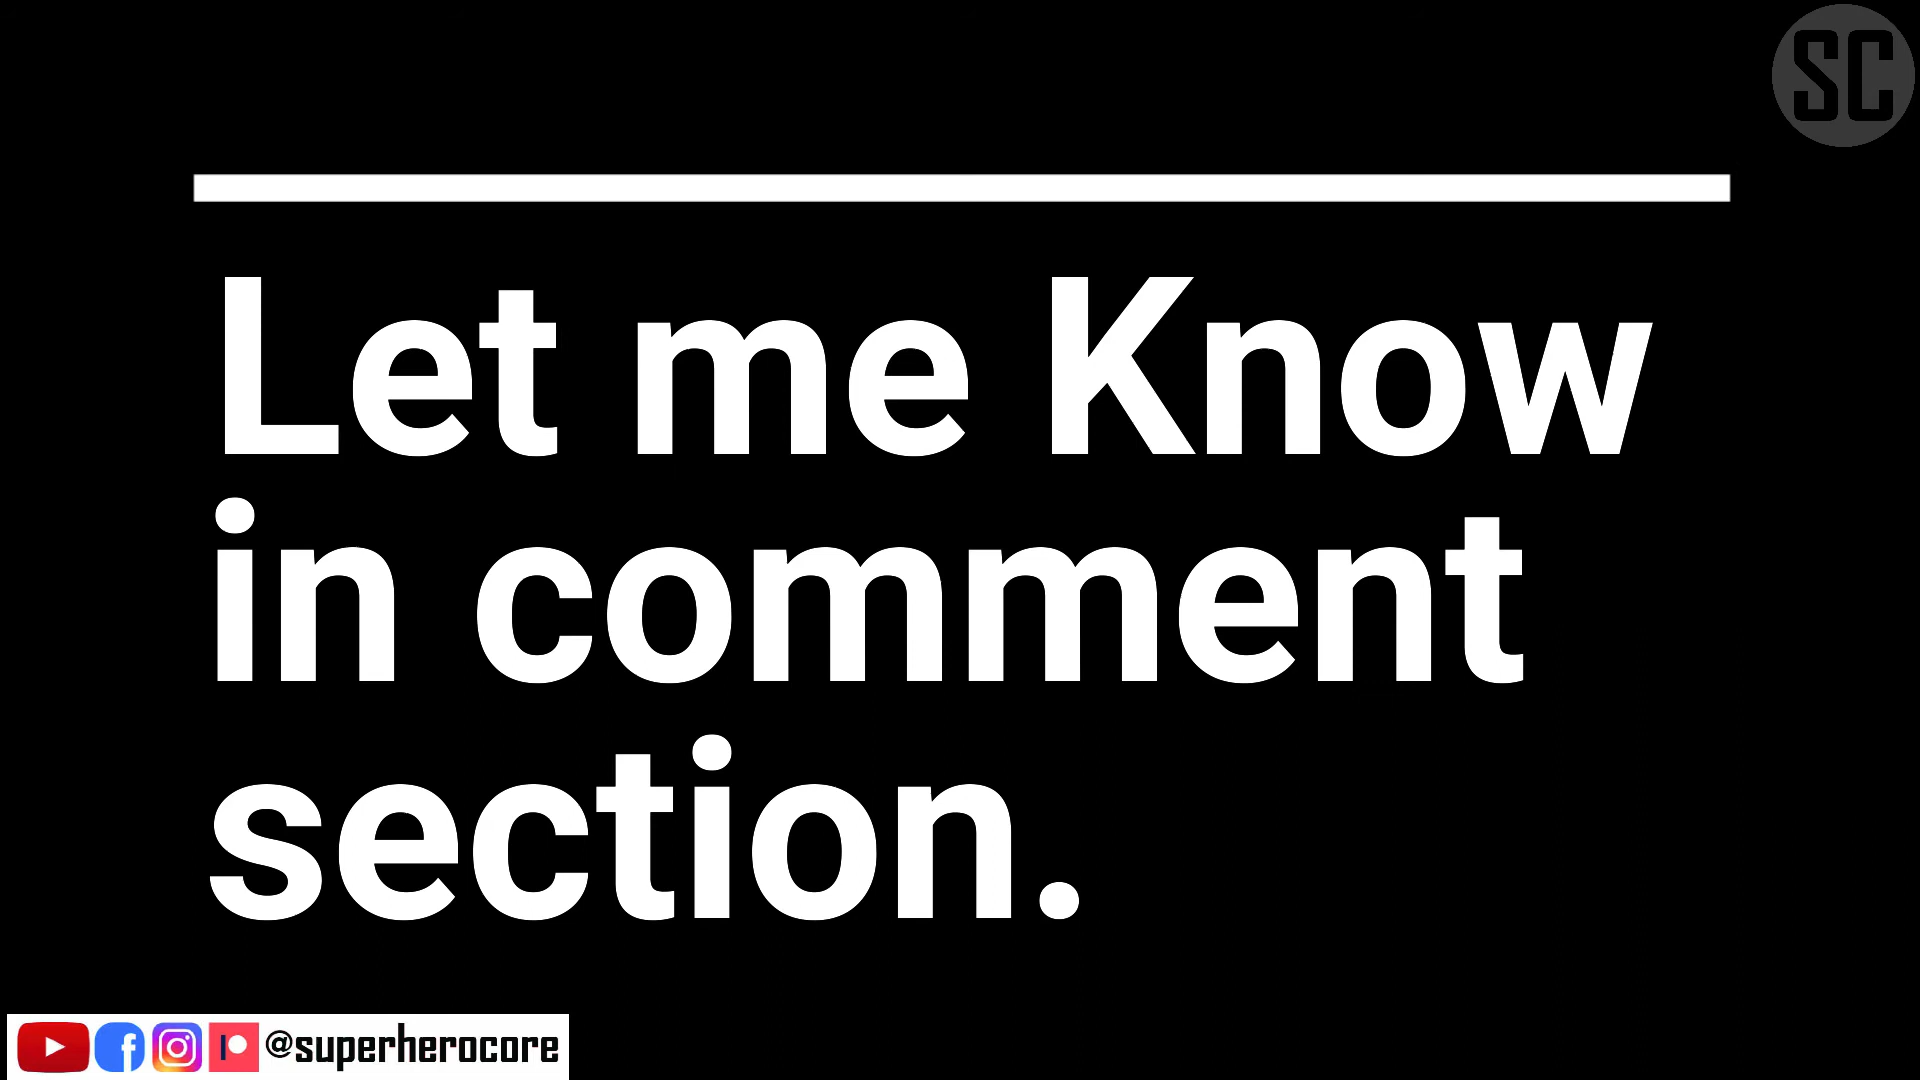 SC
Let me Know
in comment
section.
@superherocore